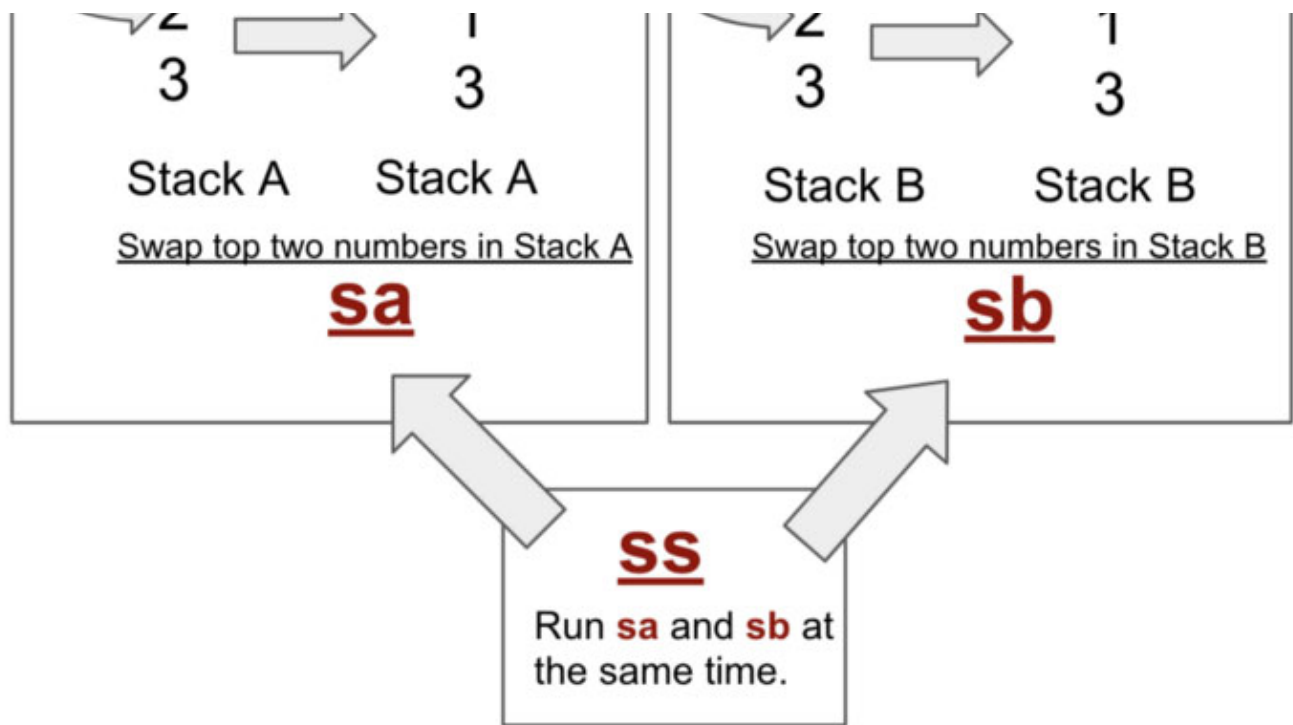 2 1
3 3
Stack A Stack A
Swap top two numbers in Stack A
sa
2 1
3 3
Stack B Stack B
Swap top two numbers in Stack B
sb
ss
Run sa and sb at
the same time.